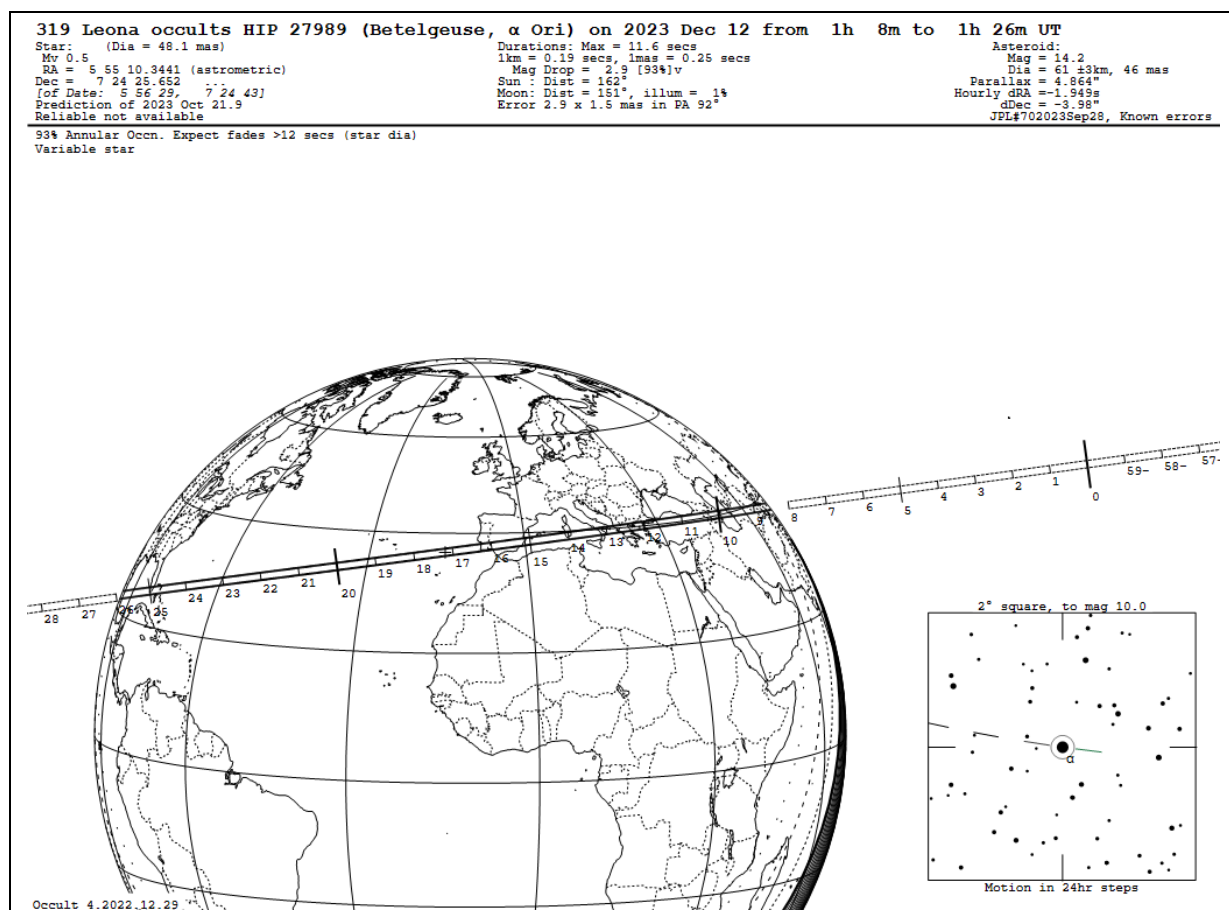 319 Leona occults HIP 27989 (Betelgeuse, α Ori) on 2023 Dec 12 from 1h 8m to 1h 26m UT
Star: (Dia = 48.1 mas)
Mv 0.5
RA = 5 55 10.3441 (astrometric)
Dec = 7 24 25.652 ...
[of Date: 5 56 29, 7 24 43]
Prediction of 2023 Oct 21.9
Reliable not available
Durations: Max = 11.6 secs
1km = 0.19 secs, 1mas = 0.25 secs
Mag Drop = 2.9 [93%]v
Sun : Dist = 162°
Moon: Dist = 151°, illum = 1%
Error 2.9 x 1.5 mas in PA 92°
Asteroid:
Mag = 14.2
Dia = 61 ±3km, 46 mas
Parallax = 4.864"
Hourly dRA =-1.949s
dDec = -3.98"
JPL#702023Sep28, Known errors
93% Annular Occn. Expect fades >12 secs (star dia)
Variable star
57-
58-
59-
0
1
2
3
4
5
6
7
8
9
10
11
12
13
14
15
16
17
18
19
20
21
22
23
24
25
26
27
28
2° square, to mag 10.0
α
Motion in 24hr steps
Occult 4.2022.12.29